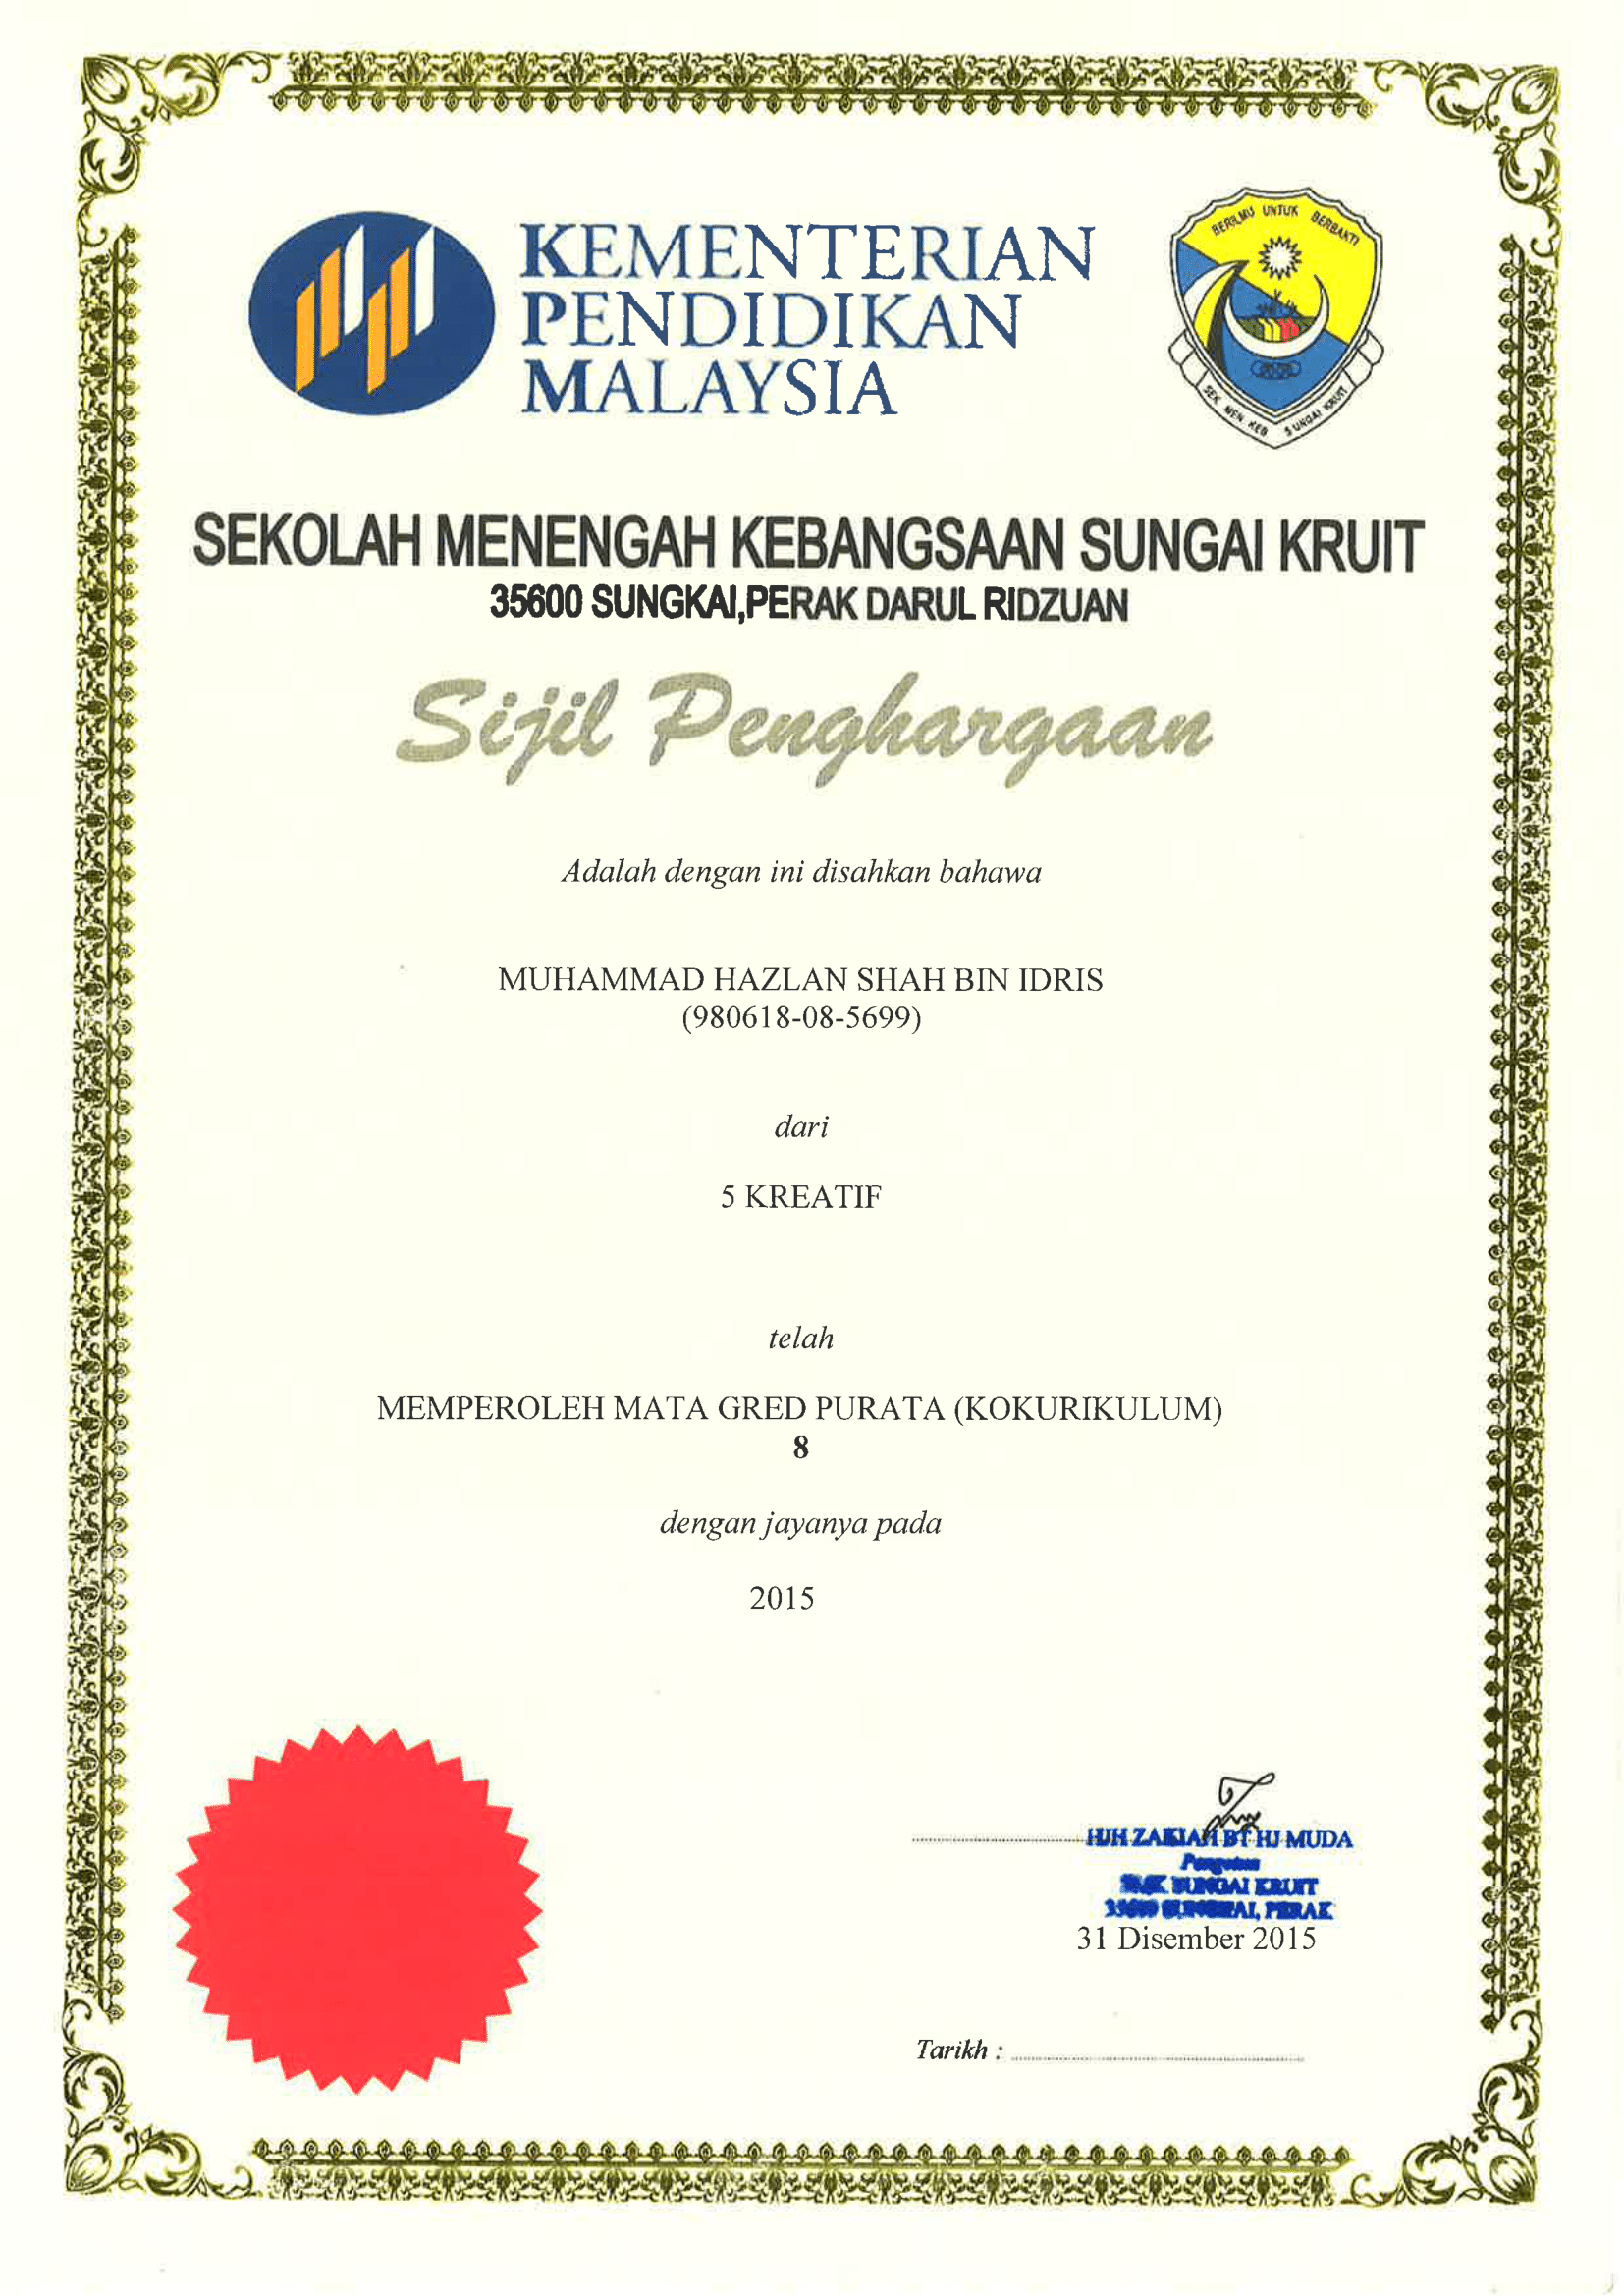 KEMENTERIAN
PENDIDIKAN
MALAYSIA
BERILMU UNTUK BERBAKTI
SEK MEN KEB SUNGAI KRUIT
SEKOLAH MENENGAH KEBANGSAAN SUNGAI KRUIT
35600 SUNGKAI,PERAK DARUL RIDZUAN
Sijil Penghargaan
Adalah dengan ini disahkan bahawa
MUHAMMAD HAZLAN SHAH BIN IDRIS
(980618-08-5699)
dari
5 KREATIF
telah
MEMPEROLEH MATA GRED PURATA (KOKURIKULUM)
8
dengan jayanya pada
2015
HJH ZAKIAH BT HJ MUDA
Pengetua
SMK SUNGAI KRUIT
35600 SUNGKAI, PERAK
31 Disember 2015
Tarikh :